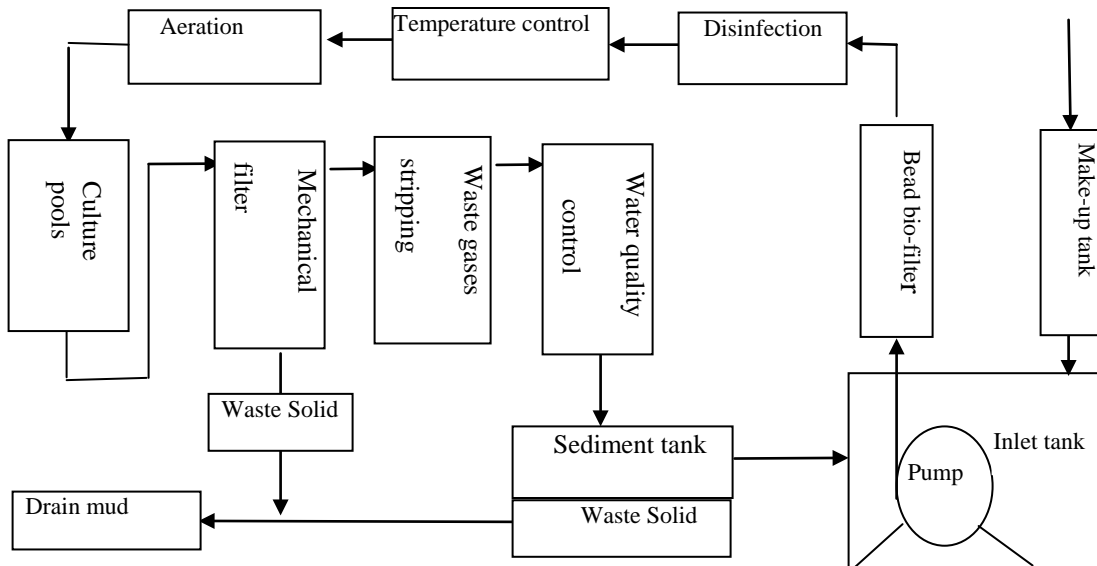 Aeration
Temperature control
Disinfection
Culture
pools
Mechanical
filter
Waste gases
stripping
Water quality
control
Bead bio-filter
Make-up tank
Waste Solid
Sediment tank
Inlet tank
Pump
Drain mud
Waste Solid